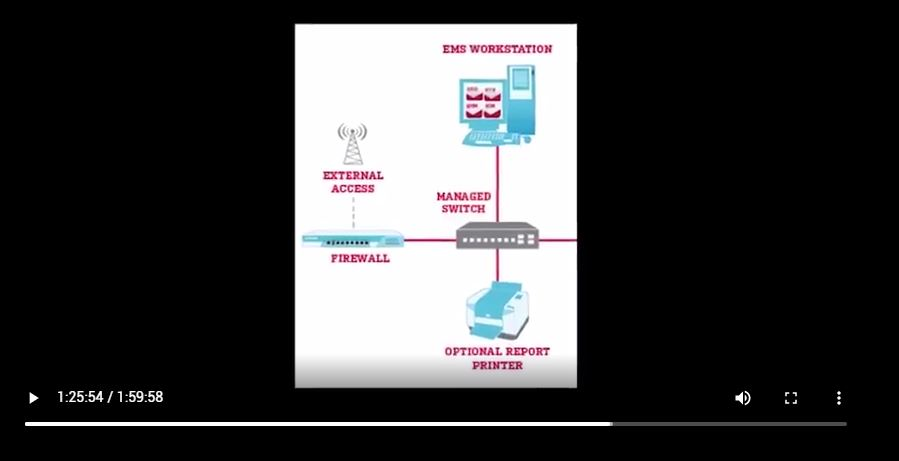 EMS WORKSTATION
EXTERNAL
ACCESS
MANAGED
SWITCH
FIREWALL
OPTIONAL REPORT
PRINTER
1:25:54 / 1:59:58